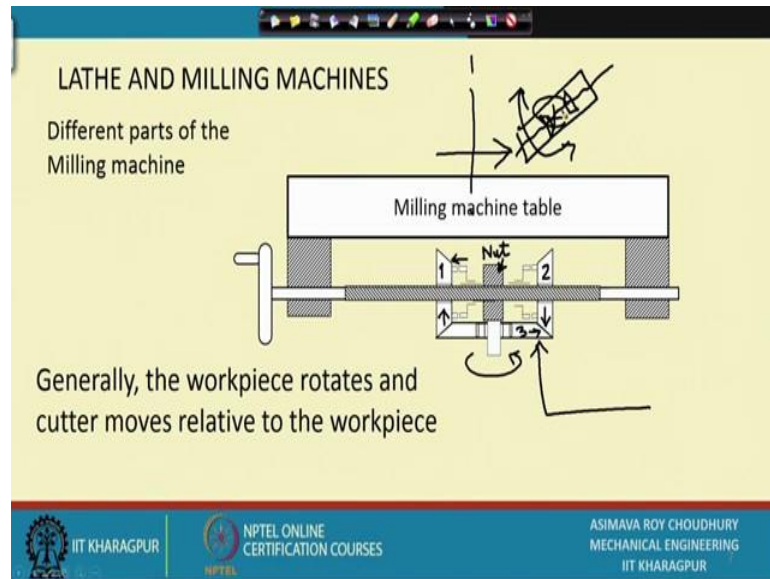 LATHE AND MILLING MACHINES
Different parts of the
Milling machine
Milling machine table
Nut
1
2
3
Generally, the workpiece rotates and
cutter moves relative to the workpiece
IIT KHARAGPUR
NPTEL
NPTEL ONLINE
CERTIFICATION COURSES
ASIMAVA ROY CHOUDHURY
MECHANICAL ENGINEERING
IIT KHARAGPUR